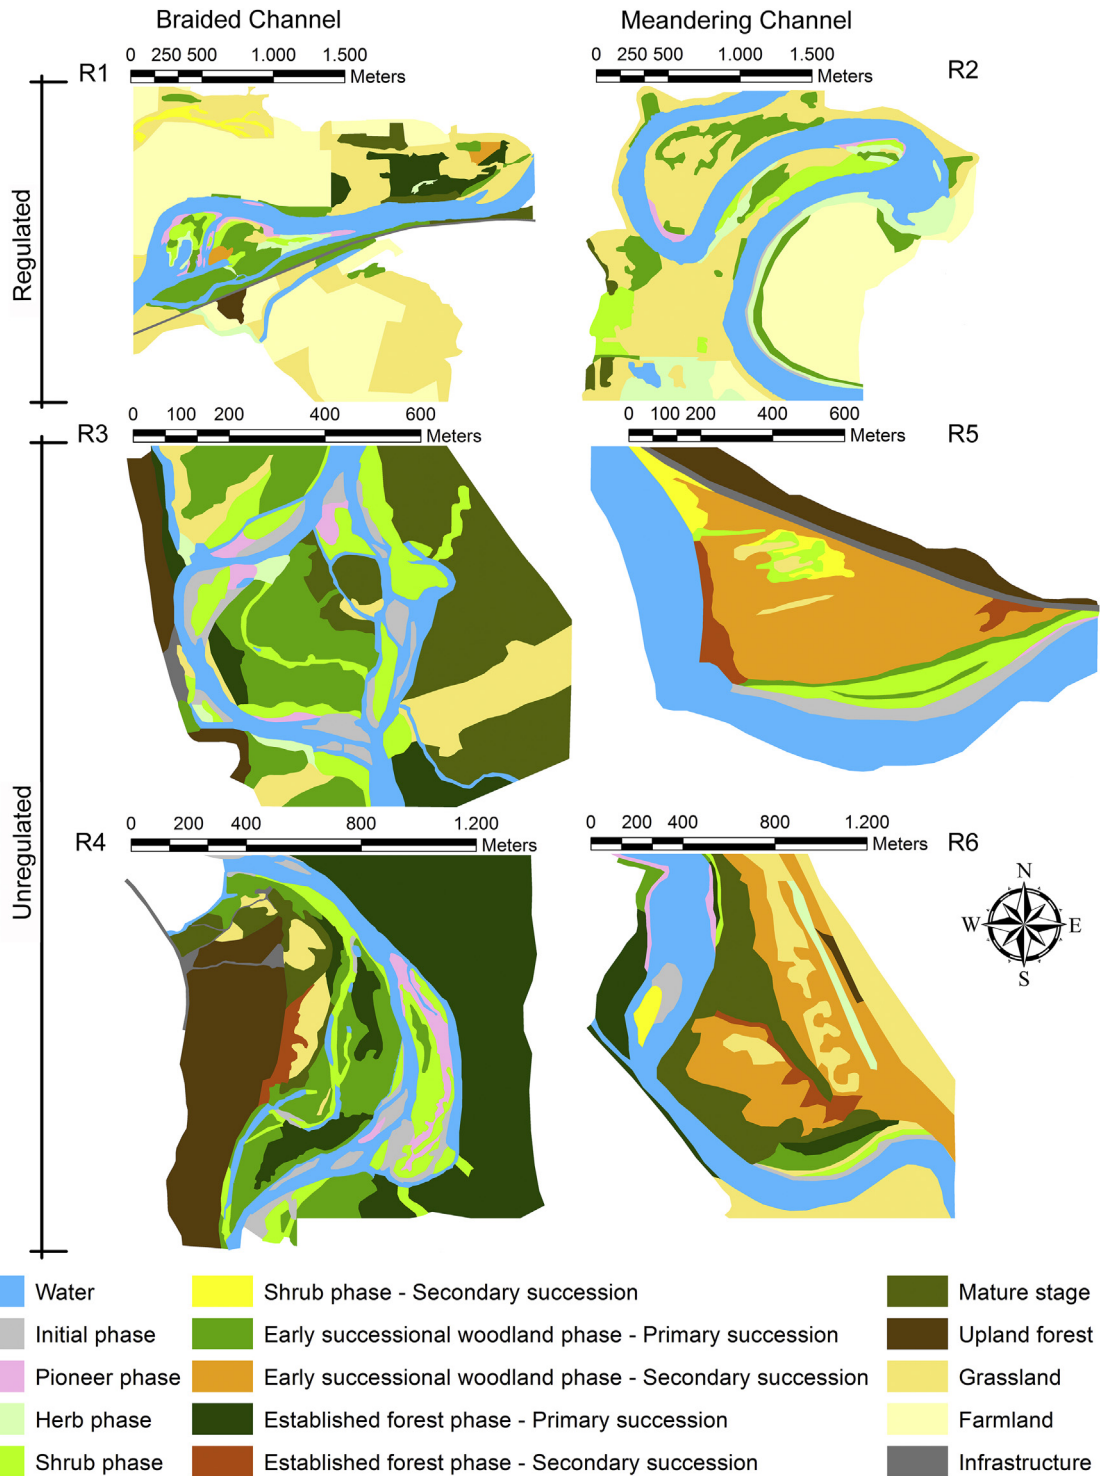 Braided Channel
Meandering Channel
0 250 500 1.000 1.500
R1
Meters
0 250 500 1.000 1.500
Meters
R2
Regulated
0 100 200 400 600
R3
Meters
0 100 200 400 600
Meters
R5
Unregulated
0 200 400 800 1.200
R4
Meters
0 200 400 800 1.200
Meters
R6
N
W E
S
Water
Initial phase
Pioneer phase
Herb phase
Shrub phase
Shrub phase - Secondary succession
Early successional woodland phase - Primary succession
Early successional woodland phase - Secondary succession
Established forest phase - Primary succession
Established forest phase - Secondary succession
Mature stage
Upland forest
Grassland
Farmland
Infrastructure